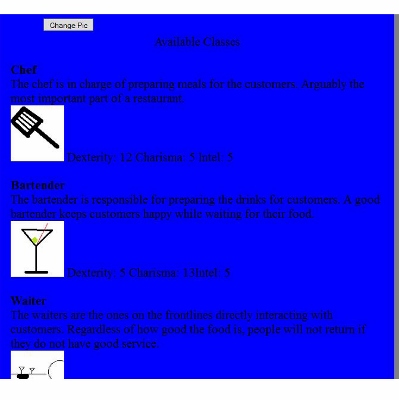 Change Pic
Available Classes
Chef
The chef is in charge of preparing meals for the customers. Arguably the
most important part of a restaurant.
Dexterity: 12 Charisma: 5 Intel: 5
Bartender
The bartender is responsible for preparing the drinks for customers. A good
bartender keeps customers happy while waiting for their food.
Dexterity: 5 Charisma: 13Intel: 5
Waiter
The waiters are the ones on the frontlines directly interacting with
customers. Regardless of how good the food is, people will not return if
they do not have good service.